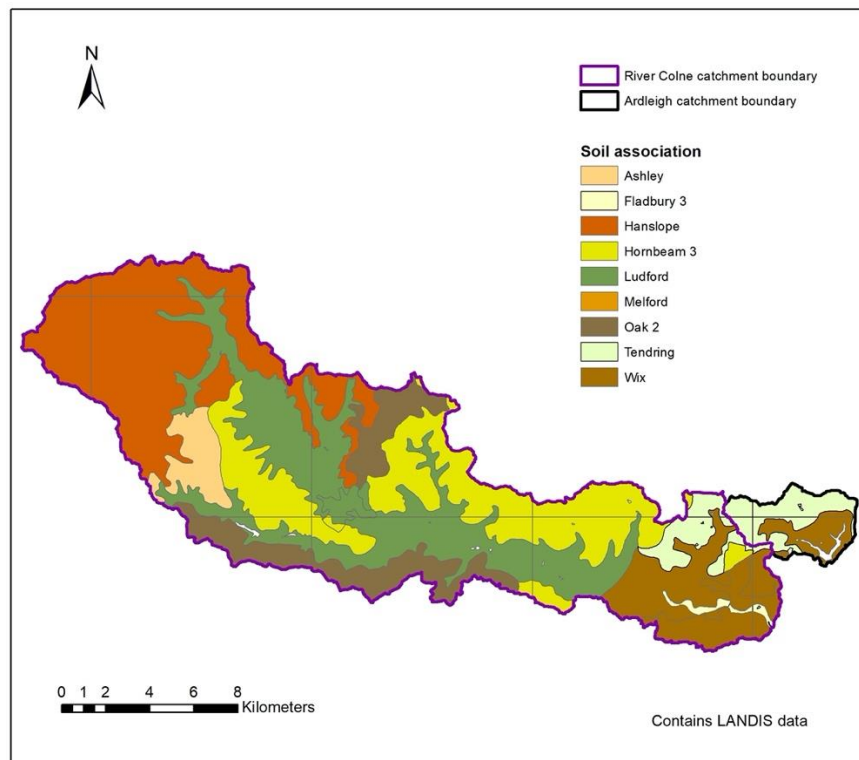 N
River Colne catchment boundary
Ardleigh catchment boundary
Soil association
Ashley
Fladbury 3
Hanslope
Hornbeam 3
Ludford
Melford
Oak 2
Tendring
Wix
0 1 2 4 6 8
Kilometers
Contains LANDIS data